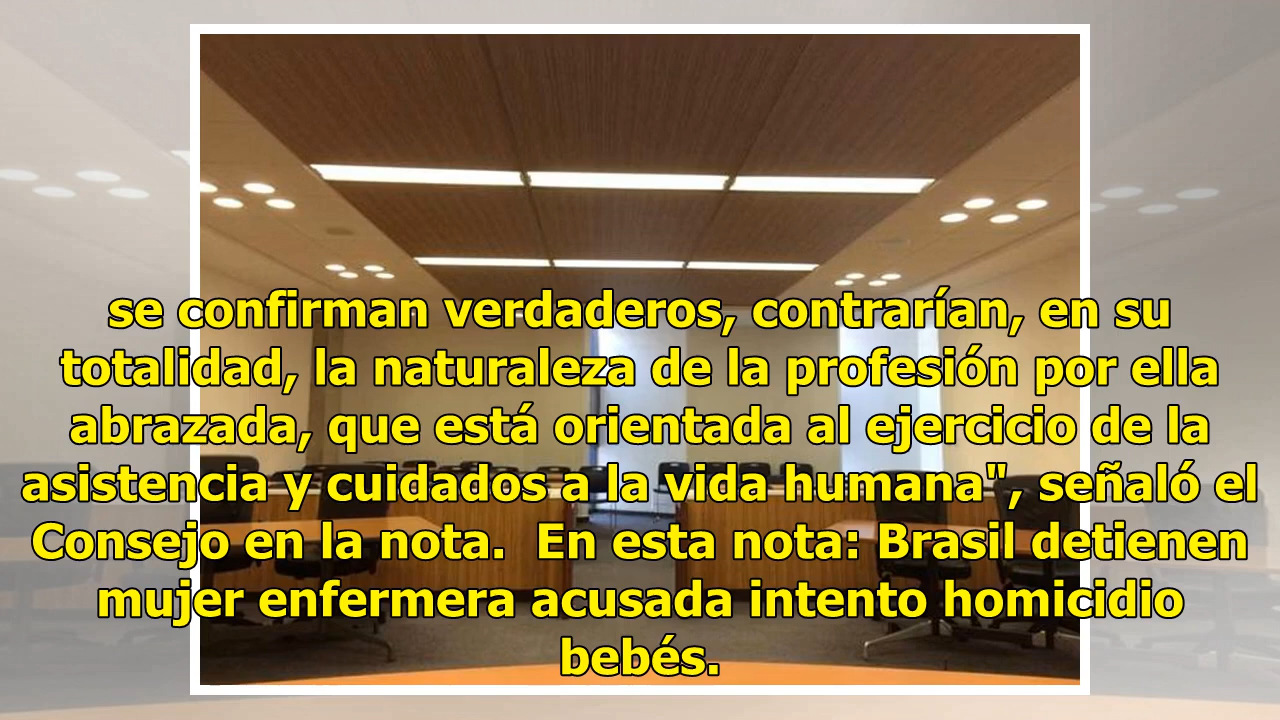 se confirman verdaderos, contrarían, en su
totalidad, la naturaleza de la profesión por ella
abrazada, que está orientada al ejercicio de la
asistencia y cuidados a la vida humana", señaló el
Consejo en la nota.  En esta nota: Brasil detienen
mujer enfermera acusada intento homicidio
bebés.